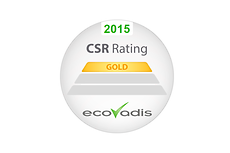 2015
CSR Rating
GOLD
ecovadis